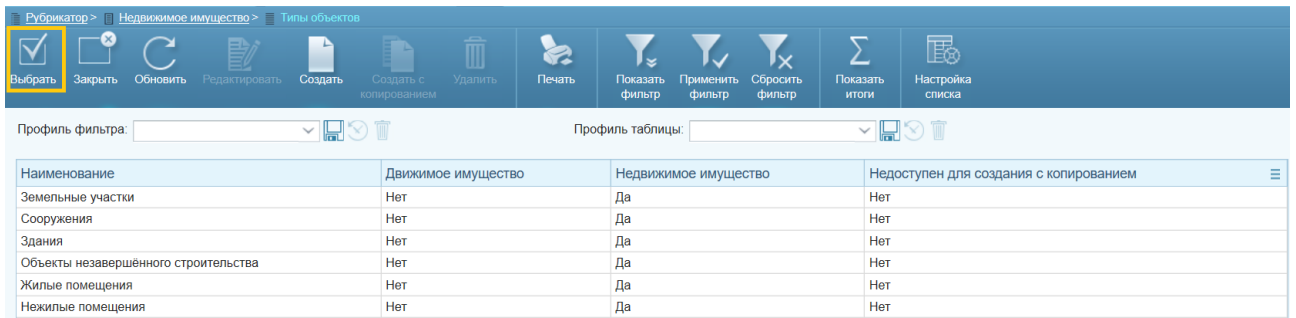 Рубрикатор > Недвижимое имущество > Типы объектов
Выбрать Закрыть Обновить Редактировать Создать Создать с копированием Удалить Печать Показать фильтр Применить фильтр Сбросить фильтр Показать итоги Настройка списка
Профиль фильтра: Профиль таблицы:
Наименование Движимое имущество Недвижимое имущество Недоступен для создания с копированием
Земельные участки Нет Да Нет
Сооружения Нет Да Нет
Здания Нет Да Нет
Объекты незавершённого строительства Нет Да Нет
Жилые помещения Нет Да Нет
Нежилые помещения Нет Да Нет